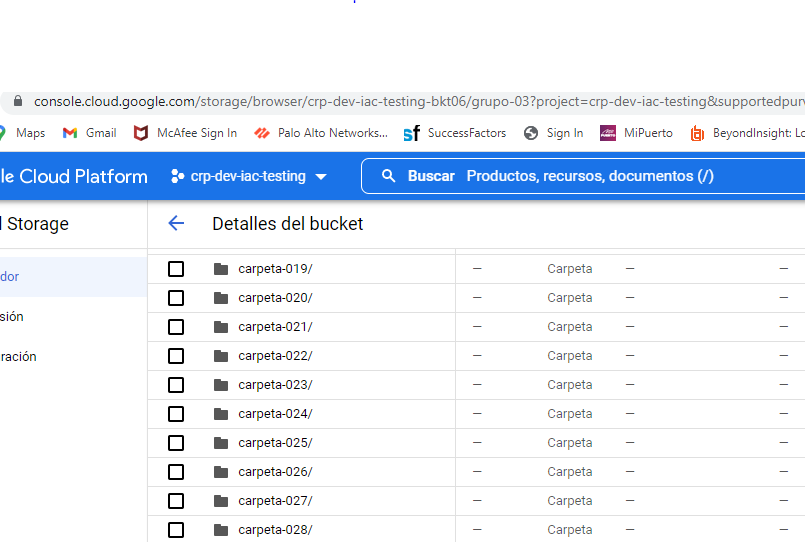 console.cloud.google.com/storage/browser/crp-dev-iac-testing-bkt06/grupo-03?project=crp-dev-iac-testing&supportedpurv
Maps Gmail McAfee Sign In Palo Alto Networks... SuccessFactors Sign In MiPuerto BeyondInsight: Lo
le Cloud Platform crp-dev-iac-testing Buscar Productos, recursos, documentos (/)
l Storage Detalles del bucket
dor
sión
ración
carpeta-019/ — Carpeta — —
carpeta-020/ — Carpeta — —
carpeta-021/ — Carpeta — —
carpeta-022/ — Carpeta — —
carpeta-023/ — Carpeta — —
carpeta-024/ — Carpeta — —
carpeta-025/ — Carpeta — —
carpeta-026/ — Carpeta — —
carpeta-027/ — Carpeta — —
carpeta-028/ — Carpeta — —